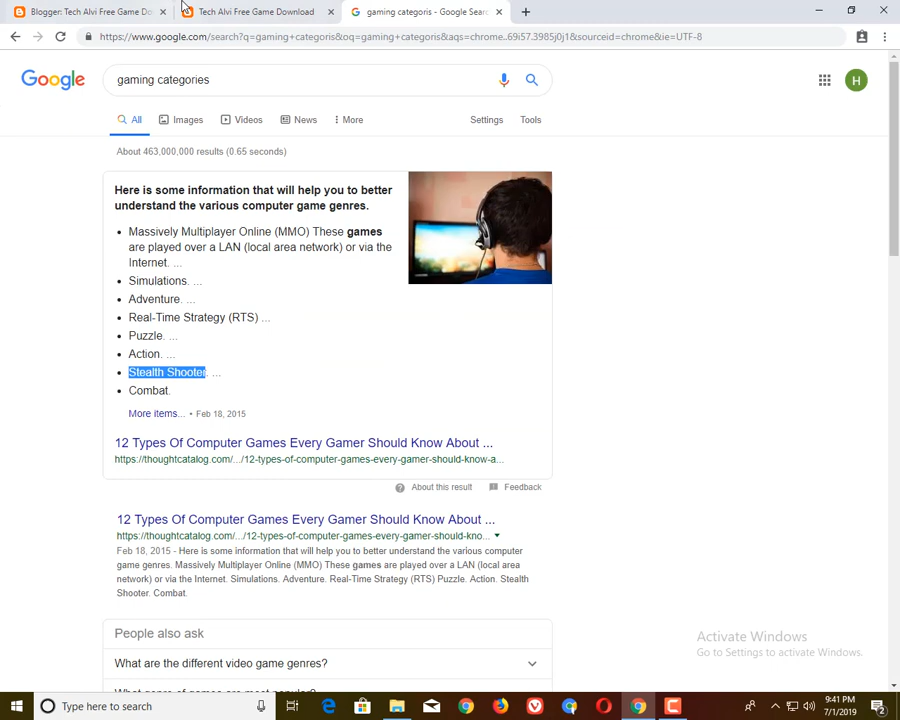 Blogger: Tech Alvi Free Game Do
Tech Alvi Free Game Download
gaming categoris - Google Sear
https://www.google.com/search?q=gaming+categoris&oq=gaming+categoris&aqs=chrome..69i57.3985j0j1&sourceid=chrome&ie=UTF-8
Google
gaming categories
H
All
Images
Videos
News
More
Settings
Tools
About 463,000,000 results (0.65 seconds)
Here is some information that will help you to better
understand the various computer game genres.
• Massively Multiplayer Online (MMO) These games
are played over a LAN (local area network) or via the
Internet. ...
• Simulations. ...
• Adventure. ...
• Real-Time Strategy (RTS) ...
• Puzzle. ...
• Action. ...
• Stealth Shooter. ...
• Combat.
More items... • Feb 18, 2015
12 Types Of Computer Games Every Gamer Should Know About ...
https://thoughtcatalog.com/.../12-types-of-computer-games-every-gamer-should-know-a...
About this result
Feedback
12 Types Of Computer Games Every Gamer Should Know About ...
https://thoughtcatalog.com/.../12-types-of-computer-games-every-gamer-should-kno...
Feb 18, 2015 - Here is some information that will help you to better understand the various computer
game genres. Massively Multiplayer Online (MMO) These games are played over a LAN (local area
network) or via the Internet. Simulations. Adventure. Real-Time Strategy (RTS) Puzzle. Action. Stealth
Shooter. Combat.
People also ask
What are the different video game genres?
What genre of games are most popular?
Activate Windows
Go to Settings to activate Windows.
Type here to search
9:41 PM
7/1/2019
2